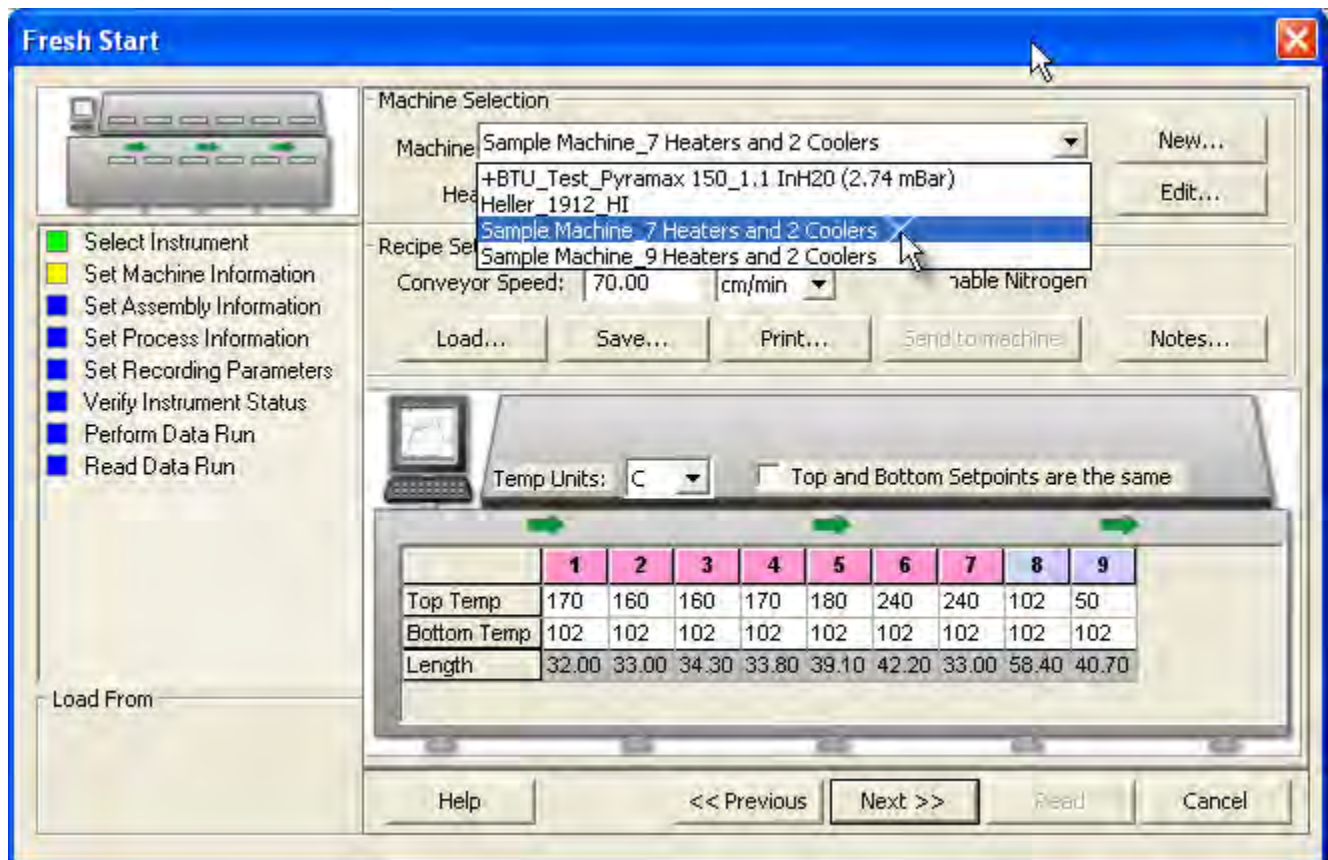 Fresh Start
Machine Selection
Machine Sample Machine_7 Heaters and 2 Coolers New...
+BTU_Test_Pyramax 150_1.1 InH20 (2.74 mBar)
Hea Edit...
Heller_1912_HI
Sample Machine_7 Heaters and 2 Coolers
Sample Machine_9 Heaters and 2 Coolers
Recipe Set
Conveyor Speed: 70.00 cm/min nable Nitrogen
Load... Save... Print... Send to machine Notes...
Select Instrument
Set Machine Information
Set Assembly Information
Set Process Information
Set Recording Parameters
Verify Instrument Status
Perform Data Run
Read Data Run
Temp Units: C Top and Bottom Setpoints are the same
1 2 3 4 5 6 7 8 9
Top Temp 170 160 160 170 180 240 240 102 50
Bottom Temp 102 102 102 102 102 102 102 102 102
Length 32.00 33.00 34.30 33.80 39.10 42.20 33.00 58.40 40.70
Load From
Help << Previous Next >> Read Cancel